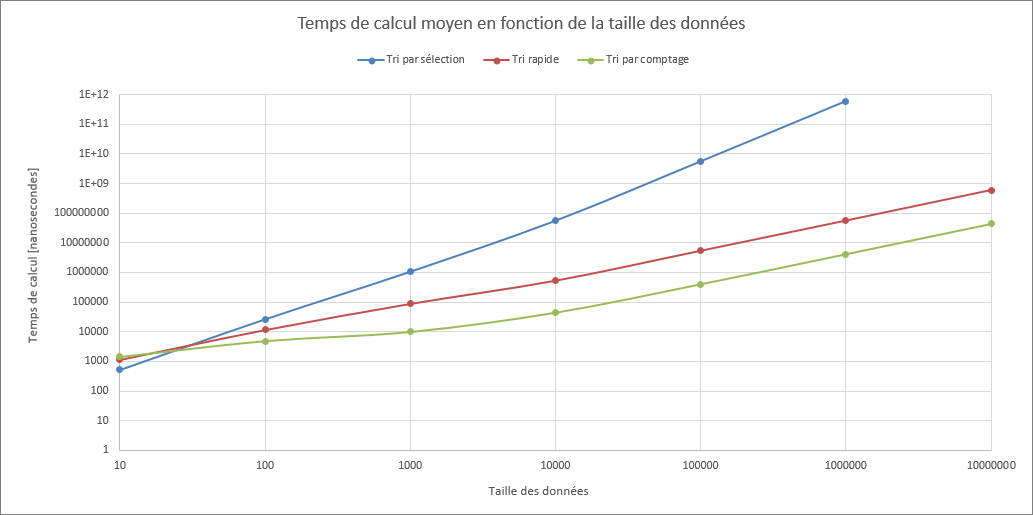 Temps de calcul moyen en fonction de la taille des données
Tri par sélection Tri rapide Tri par comptage
Temps de calcul [nanosecondes]
1E+12
1E+11
1E+10
1E+09
100000000
10000000
1000000
100000
10000
1000
100
10
1
10 100 1000 10000 100000 1000000 10000000
Taille des données